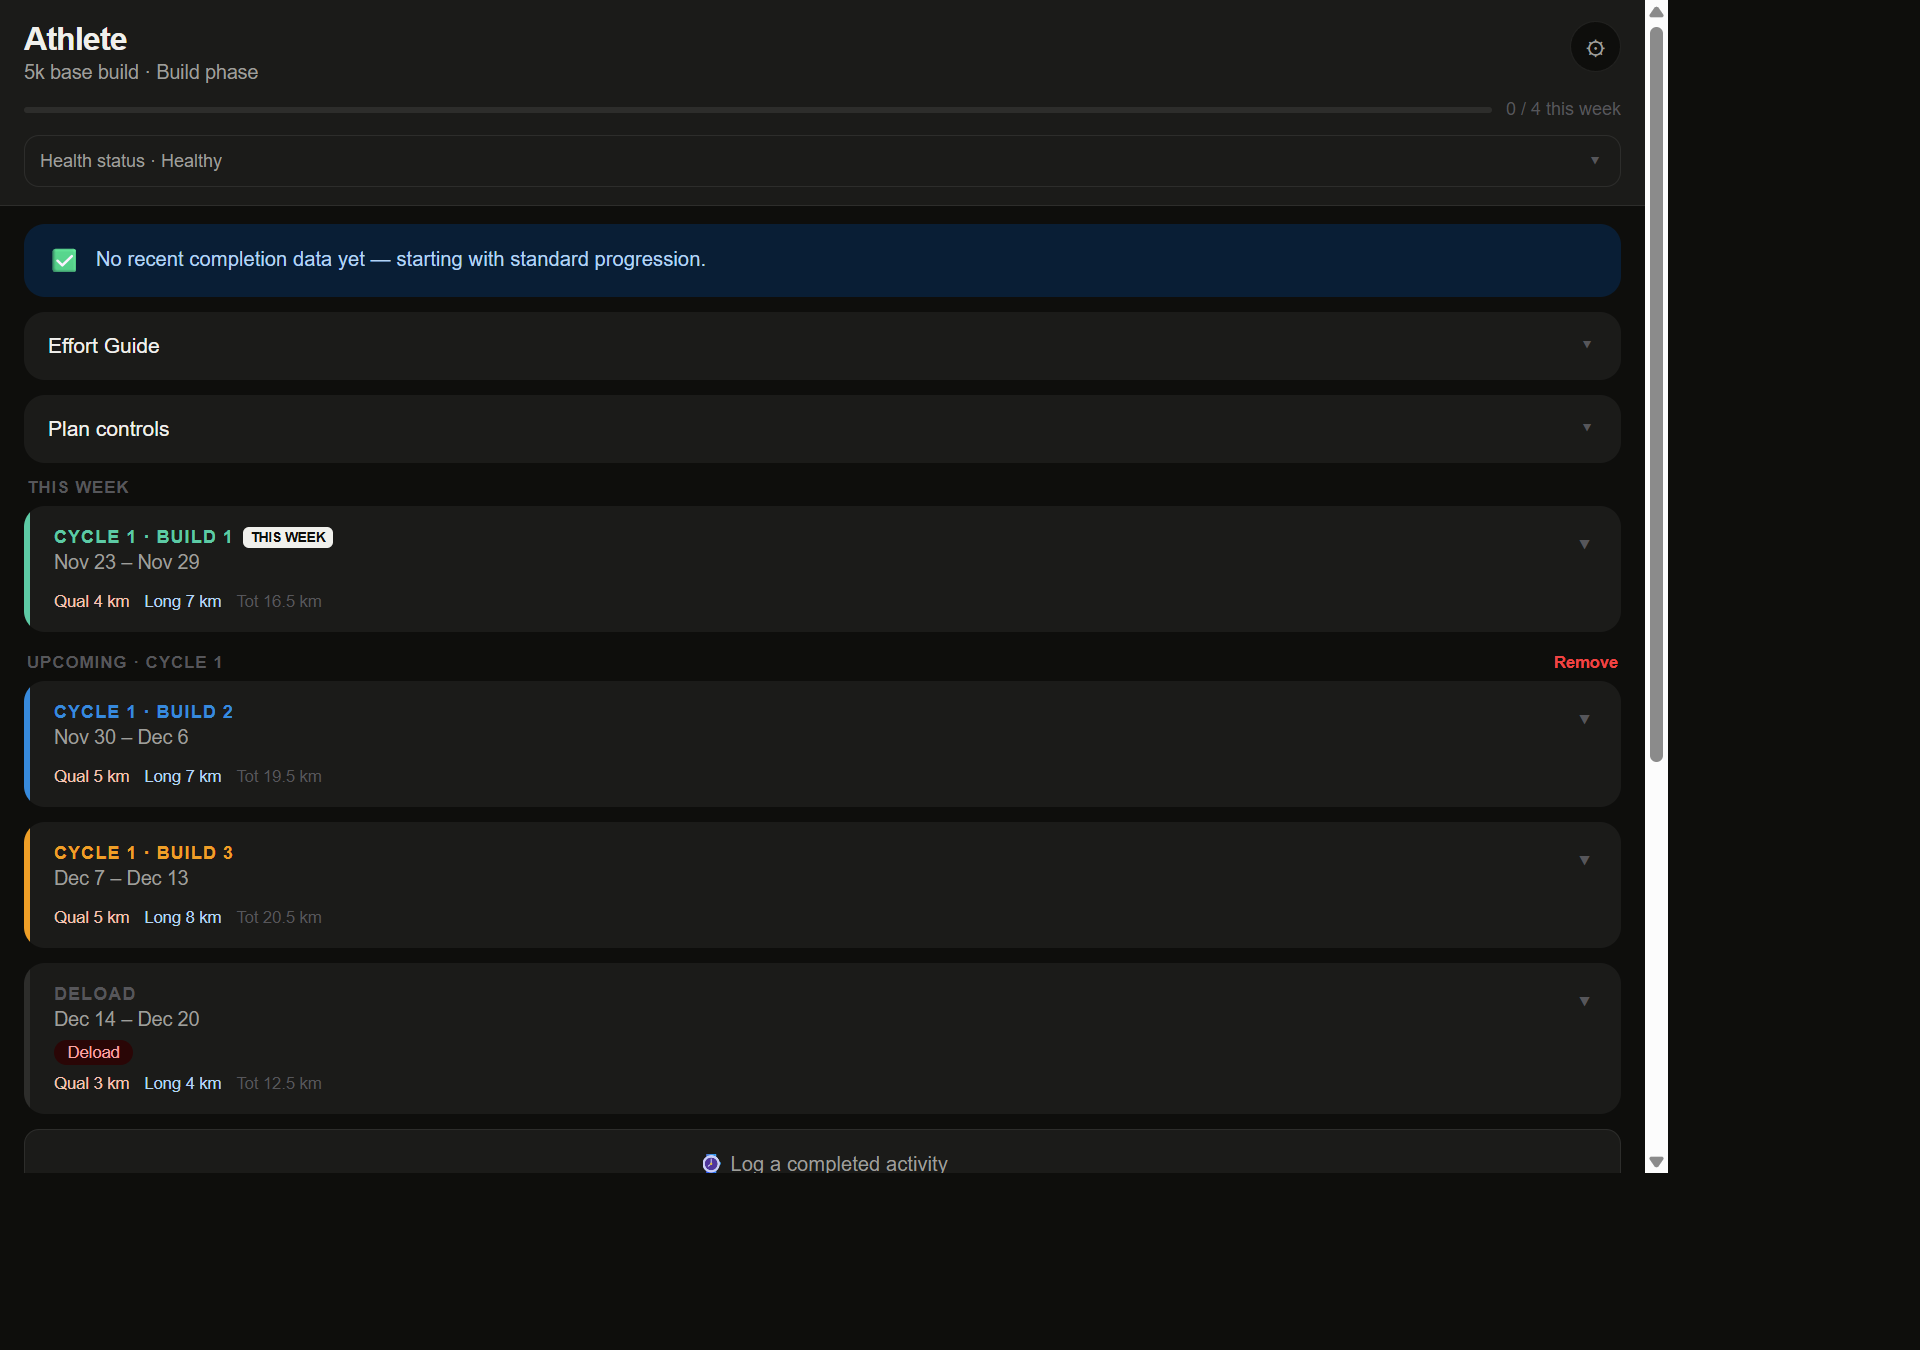 Athlete
5k base build · Build phase
0 / 4 this week
Health status · Healthy
No recent completion data yet — starting with standard progression.
Effort Guide
Plan controls
THIS WEEK
CYCLE 1 · BUILD 1 THIS WEEK
Nov 23 – Nov 29
Qual 4 km Long 7 km Tot 16.5 km
UPCOMING · CYCLE 1 Remove
CYCLE 1 · BUILD 2
Nov 30 – Dec 6
Qual 5 km Long 7 km Tot 19.5 km
CYCLE 1 · BUILD 3
Dec 7 – Dec 13
Qual 5 km Long 8 km Tot 20.5 km
DELOAD
Dec 14 – Dec 20
Deload
Qual 3 km Long 4 km Tot 12.5 km
Log a completed activity